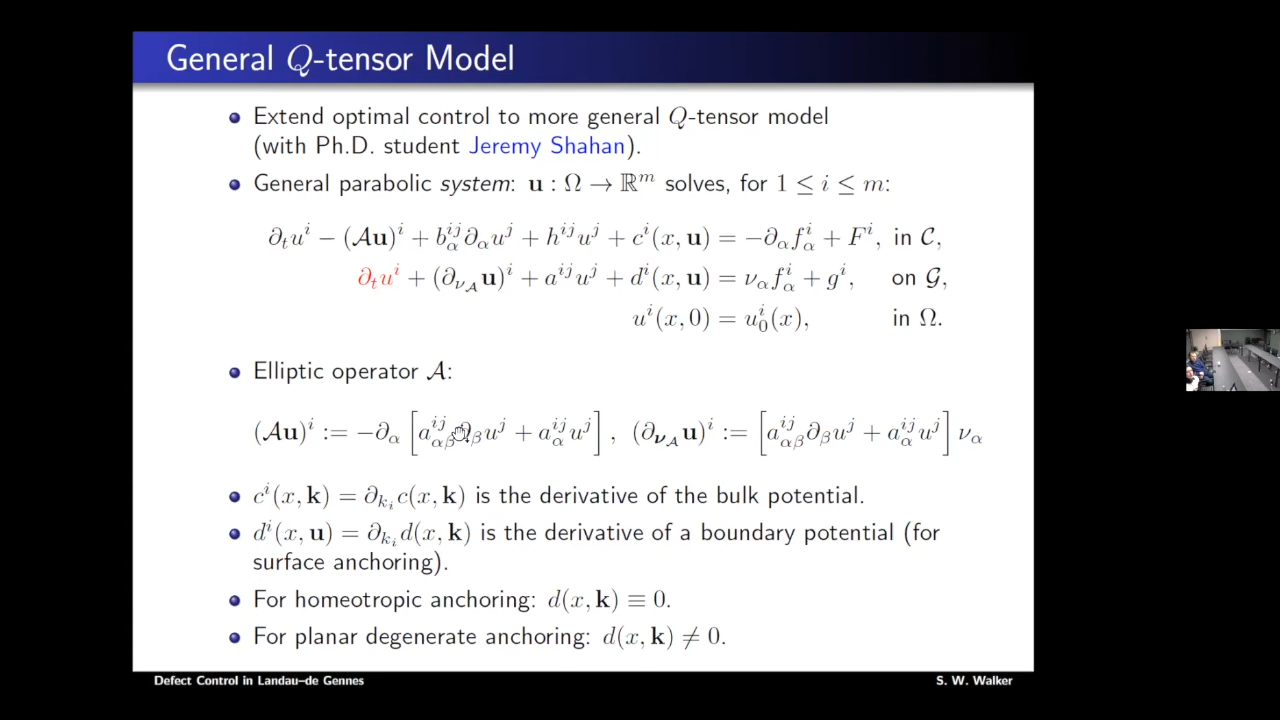 General Q-tensor Model
Extend optimal control to more general Q-tensor model
(with Ph.D. student Jeremy Shahan).
General parabolic system: u : Ω → ℝᵐ solves, for 1 ≤ i ≤ m:
∂_t u^i − (𝒜u)^i + b^{ij}_α ∂_α u^j + h^{ij} u^j + c^i(x, u) = −∂_α f^i_α + F^i, in 𝒞,
∂_t u^i + (∂_{ν_𝒜} u)^i + a^{ij} u^j + d^i(x, u) = ν_α f^i_α + g^i, on 𝒢,
u^i(x, 0) = u^i_0(x), in Ω.
Elliptic operator 𝒜:
(𝒜u)^i := −∂_α [a^{ij}_{αβ} ∂_β u^j + a^{ij}_α u^j] , (∂_{ν_𝒜} u)^i := [a^{ij}_{αβ} ∂_β u^j + a^{ij}_α u^j] ν_α
c^i(x, k) = ∂_{k_i} c(x, k) is the derivative of the bulk potential.
d^i(x, u) = ∂_{k_i} d(x, k) is the derivative of a boundary potential (for
surface anchoring).
For homeotropic anchoring: d(x, k) ≡ 0.
For planar degenerate anchoring: d(x, k) ≠ 0.
Defect Control in Landau–de Gennes S. W. Walker